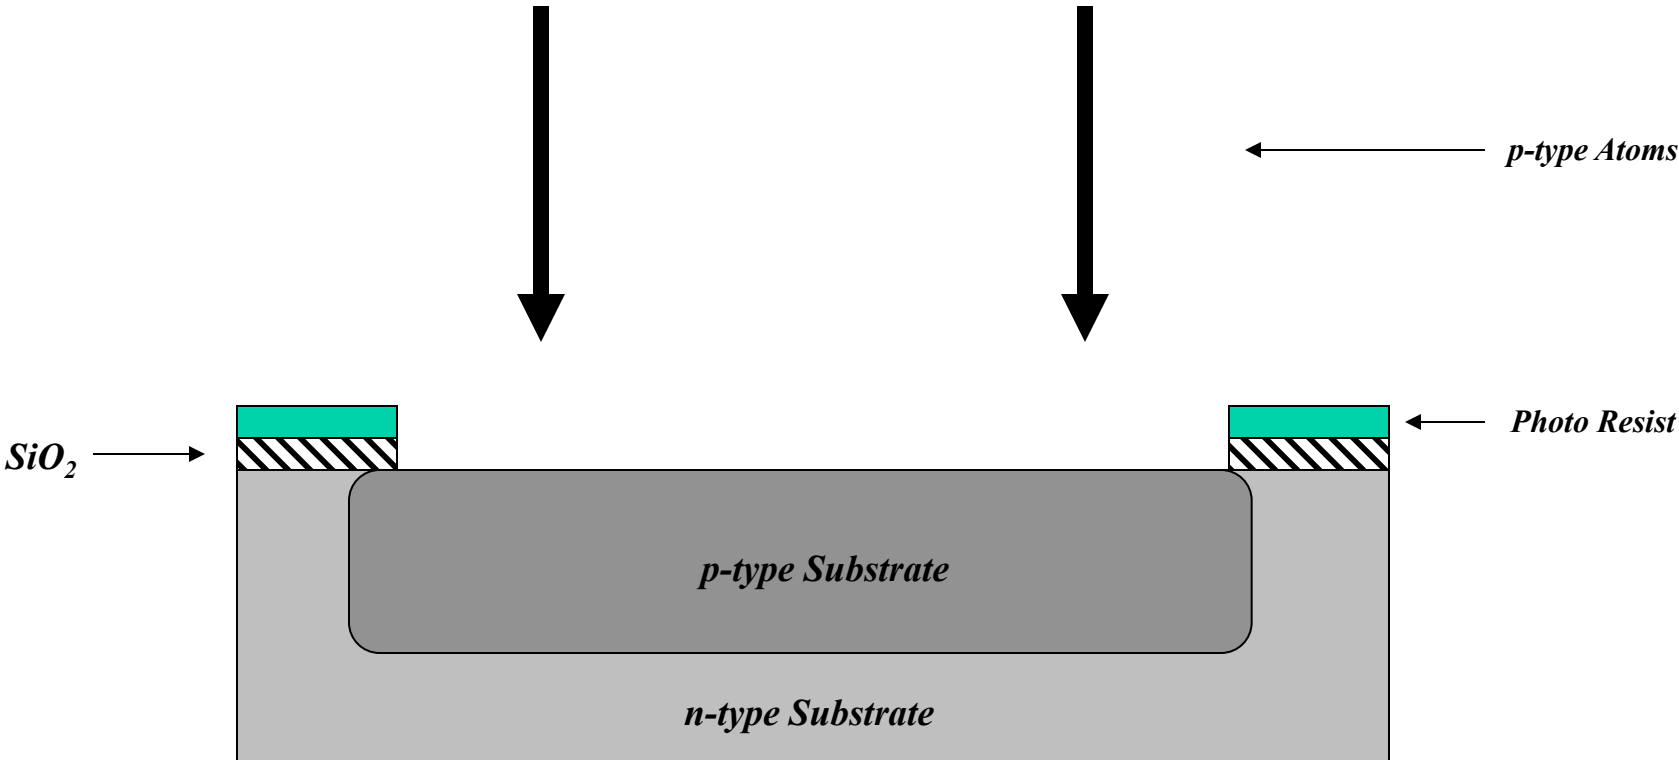 p-type Atoms
Photo Resist
SiO₂
p-type Substrate
n-type Substrate